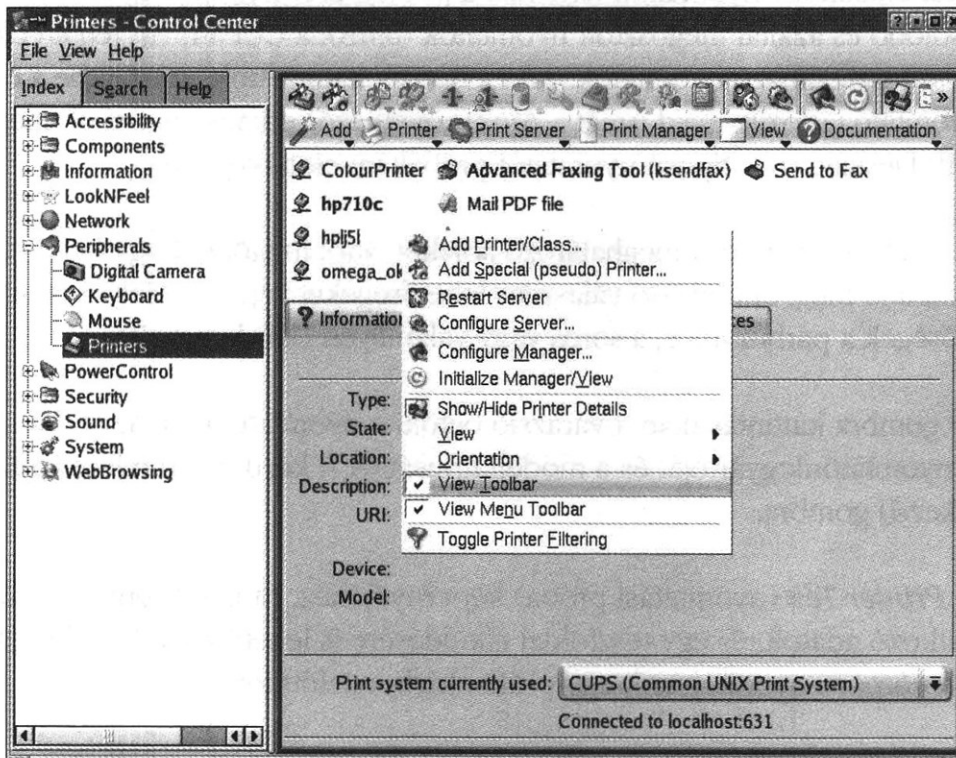 Printers - Control Center
File View Help
Index Search Help
Accessibility
Components
Information
LookNFeel
Network
Peripherals
Digital Camera
Keyboard
Mouse
Printers
PowerControl
Security
Sound
System
WebBrowsing
Add Printer Print Server Print Manager View Documentation
ColourPrinter Advanced Faxing Tool (ksendfax) Send to Fax
hp710c Mail PDF file
hplj5l
omega_ok
Add Printer/Class...
Add Special (pseudo) Printer...
Restart Server
Configure Server...
Configure Manager...
Initialize Manager/View
Show/Hide Printer Details
View
Orientation
View Toolbar
View Menu Toolbar
Toggle Printer Filtering
Information
Type:
State:
Location:
Description:
URI:
Device:
Model:
Print system currently used: CUPS (Common UNIX Print System)
Connected to localhost:631